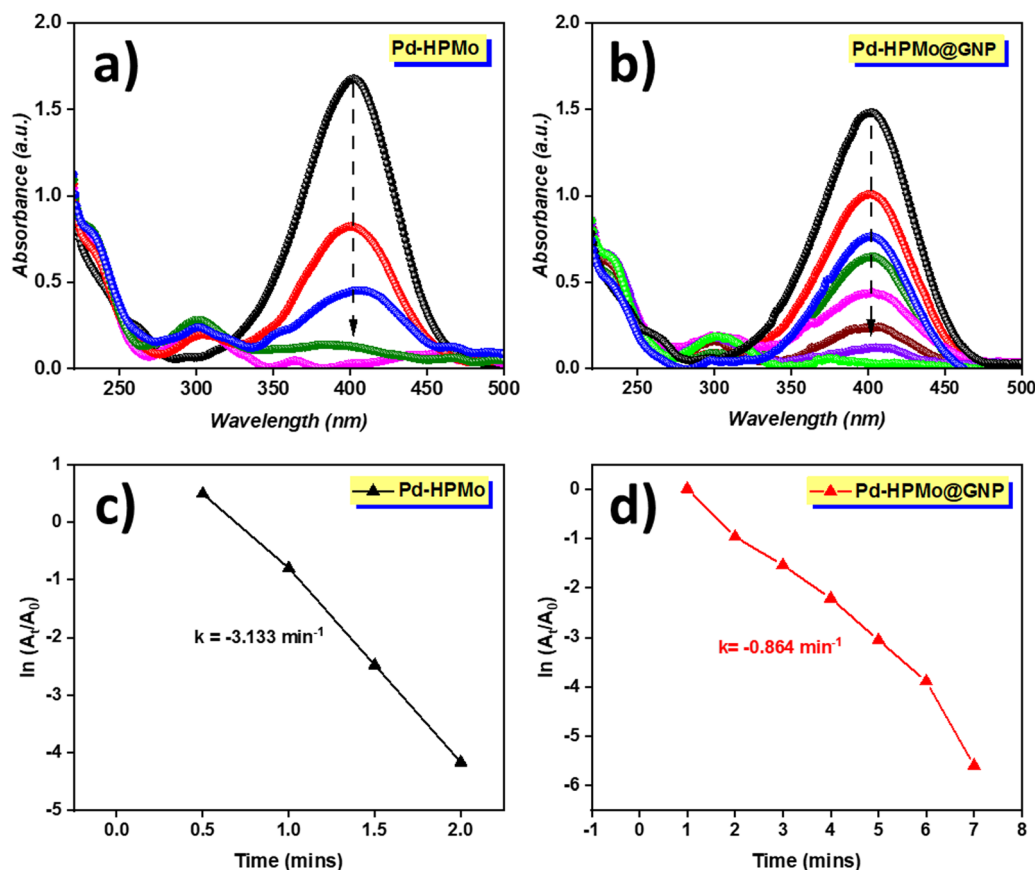 a)
Pd-HPMo
2.0
1.5
1.0
0.5
0.0
Absorbance (a.u.)
250 300 350 400 450 500
Wavelength (nm)
b)
Pd-HPMo@GNP
2.0
1.5
1.0
0.5
0.0
Absorbance (a.u.)
250 300 350 400 450 500
Wavelength (nm)
c)
Pd-HPMo
1
0
-1
-2
-3
-4
-5
ln (Aₜ/A₀)
k = -3.133 min⁻¹
0.0 0.5 1.0 1.5 2.0
Time (mins)
d)
Pd-HPMo@GNP
0
-1
-2
-3
-4
-5
-6
ln (Aₜ/A₀)
k= -0.864 min⁻¹
-1 0 1 2 3 4 5 6 7 8
Time (mins)